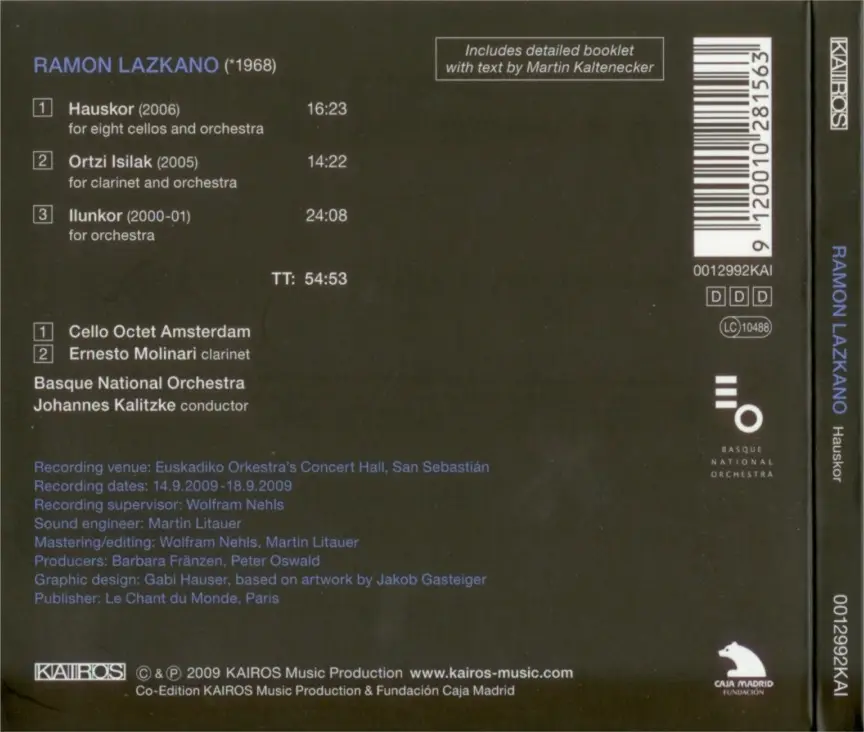 RAMON LAZKANO (*1968)
Includes detailed booklet
with text by Martin Kaltenecker
1 Hauskor (2006) 16:23
for eight cellos and orchestra
2 Ortzi Isilak (2005) 14:22
for clarinet and orchestra
3 Ilunkor (2000-01) 24:08
for orchestra
TT: 54:53
1 Cello Octet Amsterdam
2 Ernesto Molinari clarinet
Basque National Orchestra
Johannes Kalitzke conductor
Recording venue: Euskadiko Orkestra's Concert Hall, San Sebastián
Recording dates: 14.9.2009-18.9.2009
Recording supervisor: Wolfram Nehls
Sound engineer: Martin Litauer
Mastering/editing: Wolfram Nehls, Martin Litauer
Producers: Barbara Fränzen, Peter Oswald
Graphic design: Gabi Hauser, based on artwork by Jakob Gasteiger
Publisher: Le Chant du Monde, Paris
KAIROS © & ℗ 2009 KAIROS Music Production www.kairos-music.com
Co-Edition KAIROS Music Production & Fundación Caja Madrid
9 120010 281563
0012992KAI
D D D
LC 10488
BASQUE
NATIONAL
ORCHESTRA
CAJA MADRID
FUNDACIÓN
KAIROS
RAMON LAZKANO Hauskor
0012992KAI